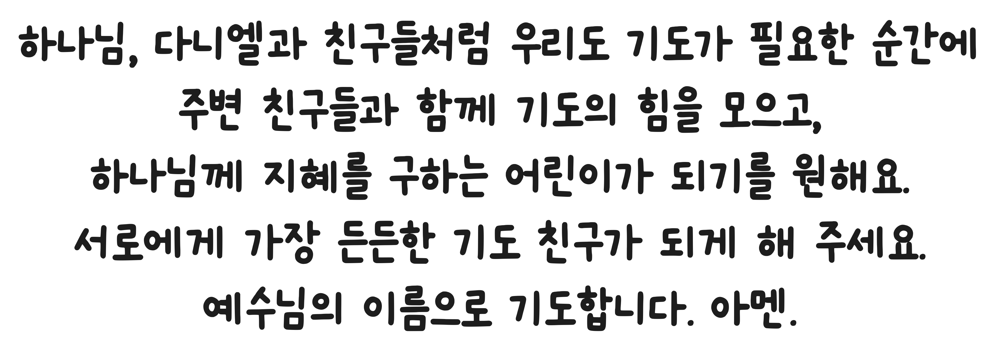 하나님, 다니엘과 친구들처럼 우리도 기도가 필요한 순간에
주변 친구들과 함께 기도의 힘을 모으고,
하나님께 지혜를 구하는 어린이가 되기를 원해요.
서로에게 가장 든든한 기도 친구가 되게 해 주세요.
예수님의 이름으로 기도합니다. 아멘.